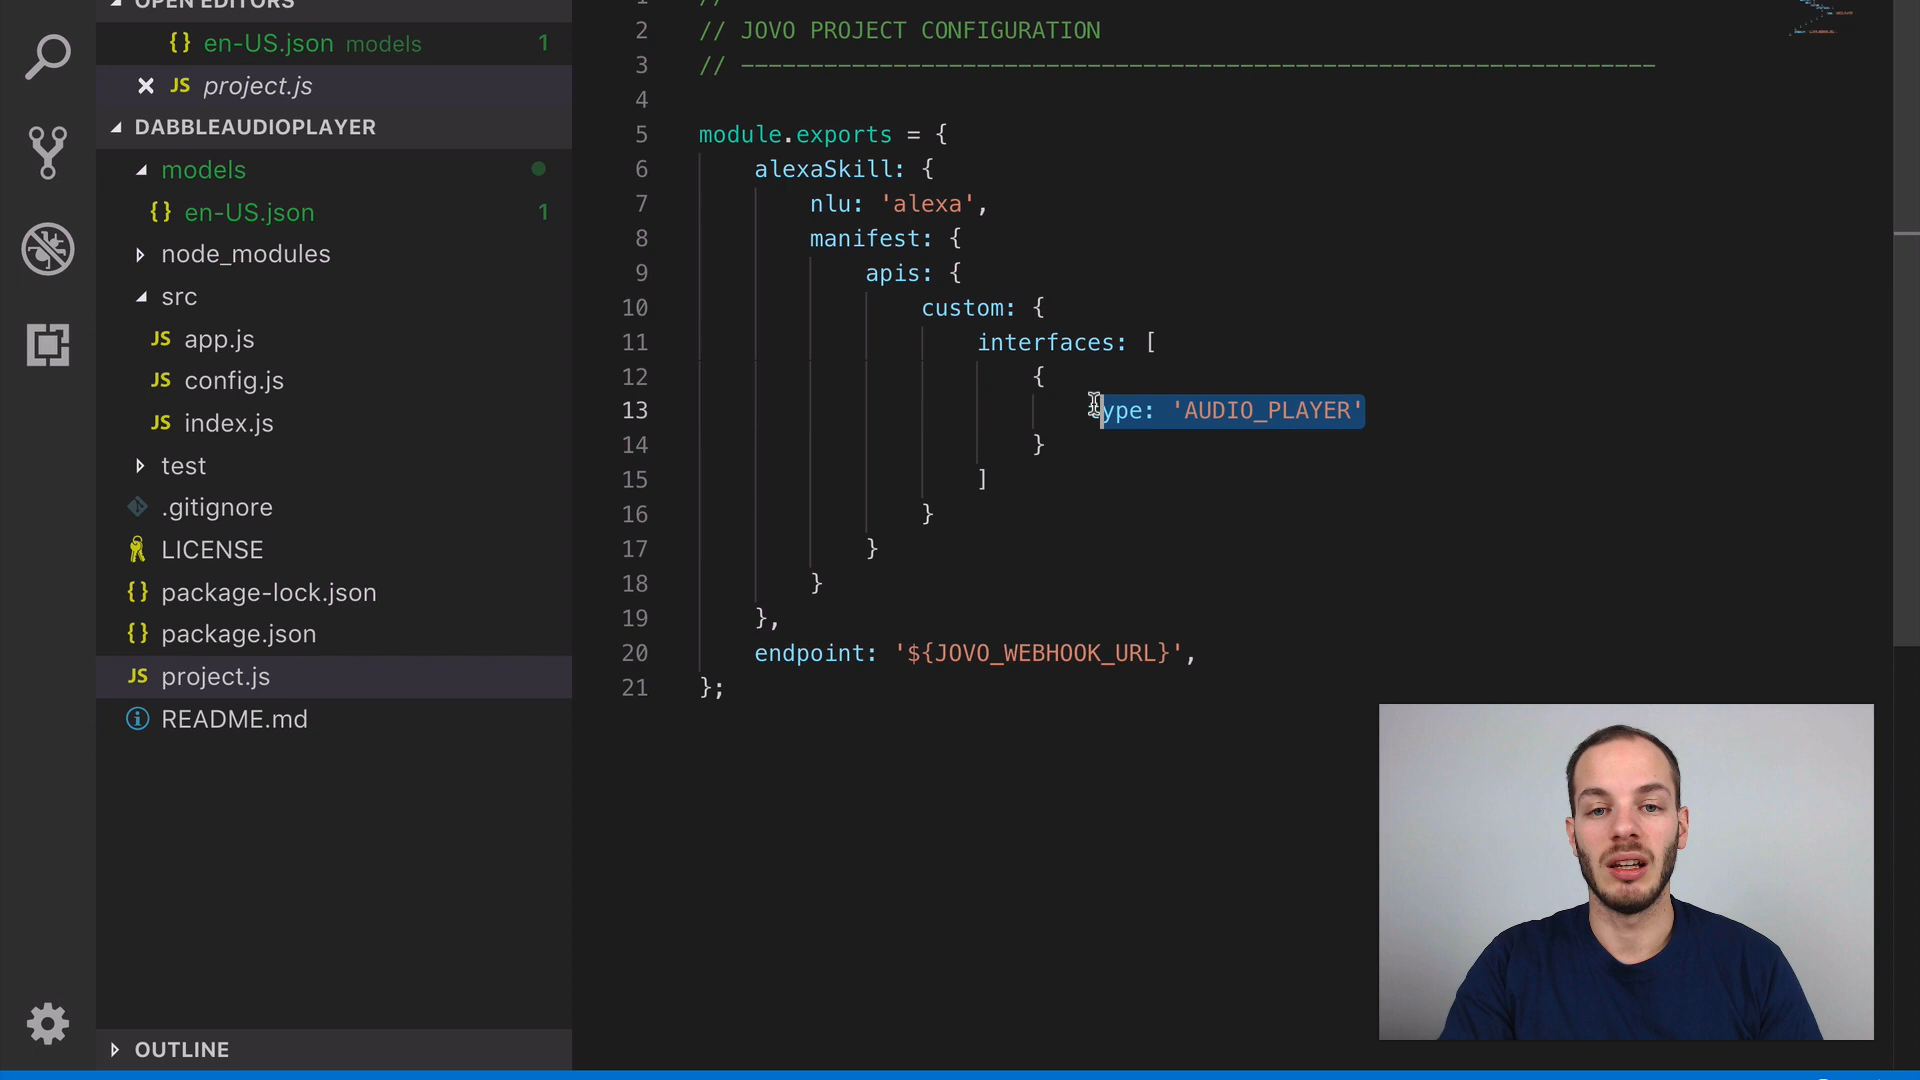 OPEN EDITORS
{} en-US.json models 1
JS project.js
DABBLEAUDIOPLAYER
models
{} en-US.json 1
node_modules
src
JS app.js
JS config.js
JS index.js
test
.gitignore
LICENSE
{} package-lock.json
{} package.json
JS project.js
README.md
OUTLINE
1 //
2 // JOVO PROJECT CONFIGURATION
3 // ------------------------------------------------------------------
4
5 module.exports = {
6 alexaSkill: {
7 nlu: 'alexa',
8 manifest: {
9 apis: {
10 custom: {
11 interfaces: [
12 {
13 type: 'AUDIO_PLAYER'
14 }
15 ]
16 }
17 }
18 }
19 },
20 endpoint: '${JOVO_WEBHOOK_URL}',
21 };